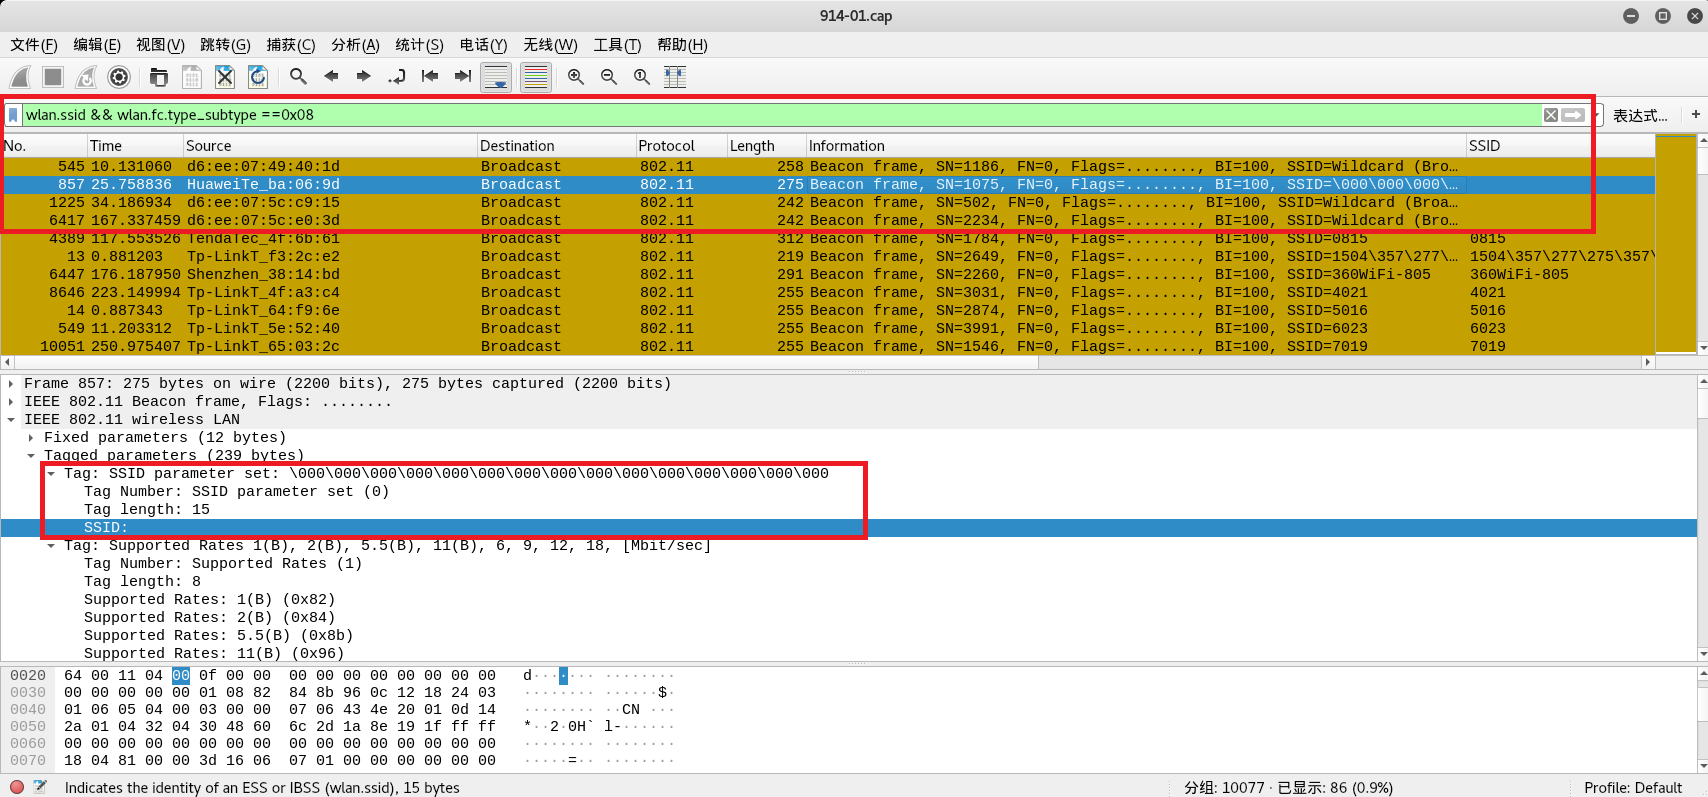 914-01.cap
文件(F) 编辑(E) 视图(V) 跳转(G) 捕获(C) 分析(A) 统计(S) 电话(Y) 无线(W) 工具(T) 帮助(H)
wlan.ssid && wlan.fc.type_subtype ==0x08 表达式… +
No. Time Source Destination Protocol Length Information SSID
545 10.131060 d6:ee:07:49:40:1d Broadcast 802.11 258 Beacon frame, SN=1186, FN=0, Flags=........, BI=100, SSID=Wildcard (Bro…
857 25.758836 HuaweiTe_ba:06:9d Broadcast 802.11 275 Beacon frame, SN=1075, FN=0, Flags=........, BI=100, SSID=\000\000\000\…
1225 34.186934 d6:ee:07:5c:c9:15 Broadcast 802.11 242 Beacon frame, SN=502, FN=0, Flags=........, BI=100, SSID=Wildcard (Broa…
6417 167.337459 d6:ee:07:5c:e0:3d Broadcast 802.11 242 Beacon frame, SN=2234, FN=0, Flags=........, BI=100, SSID=Wildcard (Bro…
4389 117.553526 TendaTec_4f:6b:61 Broadcast 802.11 312 Beacon frame, SN=1784, FN=0, Flags=........, BI=100, SSID=0815 0815
13 0.881203 Tp-LinkT_f3:2c:e2 Broadcast 802.11 219 Beacon frame, SN=2649, FN=0, Flags=........, BI=100, SSID=1504\357\277\… 1504\357\277\275\357\
6447 176.187950 Shenzhen_38:14:bd Broadcast 802.11 291 Beacon frame, SN=2260, FN=0, Flags=........, BI=100, SSID=360WiFi-805 360WiFi-805
8646 223.149994 Tp-LinkT_4f:a3:c4 Broadcast 802.11 255 Beacon frame, SN=3031, FN=0, Flags=........, BI=100, SSID=4021 4021
14 0.887343 Tp-LinkT_64:f9:6e Broadcast 802.11 255 Beacon frame, SN=2874, FN=0, Flags=........, BI=100, SSID=5016 5016
549 11.203312 Tp-LinkT_5e:52:40 Broadcast 802.11 255 Beacon frame, SN=3991, FN=0, Flags=........, BI=100, SSID=6023 6023
10051 250.975407 Tp-LinkT_65:03:2c Broadcast 802.11 255 Beacon frame, SN=1546, FN=0, Flags=........, BI=100, SSID=7019 7019
Frame 857: 275 bytes on wire (2200 bits), 275 bytes captured (2200 bits)
IEEE 802.11 Beacon frame, Flags: ........
IEEE 802.11 wireless LAN
Fixed parameters (12 bytes)
Tagged parameters (239 bytes)
Tag: SSID parameter set: \000\000\000\000\000\000\000\000\000\000\000\000\000\000\000
Tag Number: SSID parameter set (0)
Tag length: 15
SSID:
Tag: Supported Rates 1(B), 2(B), 5.5(B), 11(B), 6, 9, 12, 18, [Mbit/sec]
Tag Number: Supported Rates (1)
Tag length: 8
Supported Rates: 1(B) (0x82)
Supported Rates: 2(B) (0x84)
Supported Rates: 5.5(B) (0x8b)
Supported Rates: 11(B) (0x96)
0020 64 00 11 04 00 0f 00 00 00 00 00 00 00 00 00 00 d······· ········
0030 00 00 00 00 00 01 08 82 84 8b 96 0c 12 18 24 03 ········ ······$·
0040 01 06 05 04 00 03 00 00 07 06 43 4e 20 01 0d 14 ········ ··CN ···
0050 2a 01 04 32 04 30 48 60 6c 2d 1a 8e 19 1f ff ff *··2·0H` l-······
0060 00 00 00 00 00 00 00 00 00 00 00 00 00 00 00 00 ········ ········
0070 18 04 81 00 00 3d 16 06 07 01 00 00 00 00 00 00 ·····=·· ········
Indicates the identity of an ESS or IBSS (wlan.ssid), 15 bytes 分组: 10077 · 已显示: 86 (0.9%) Profile: Default